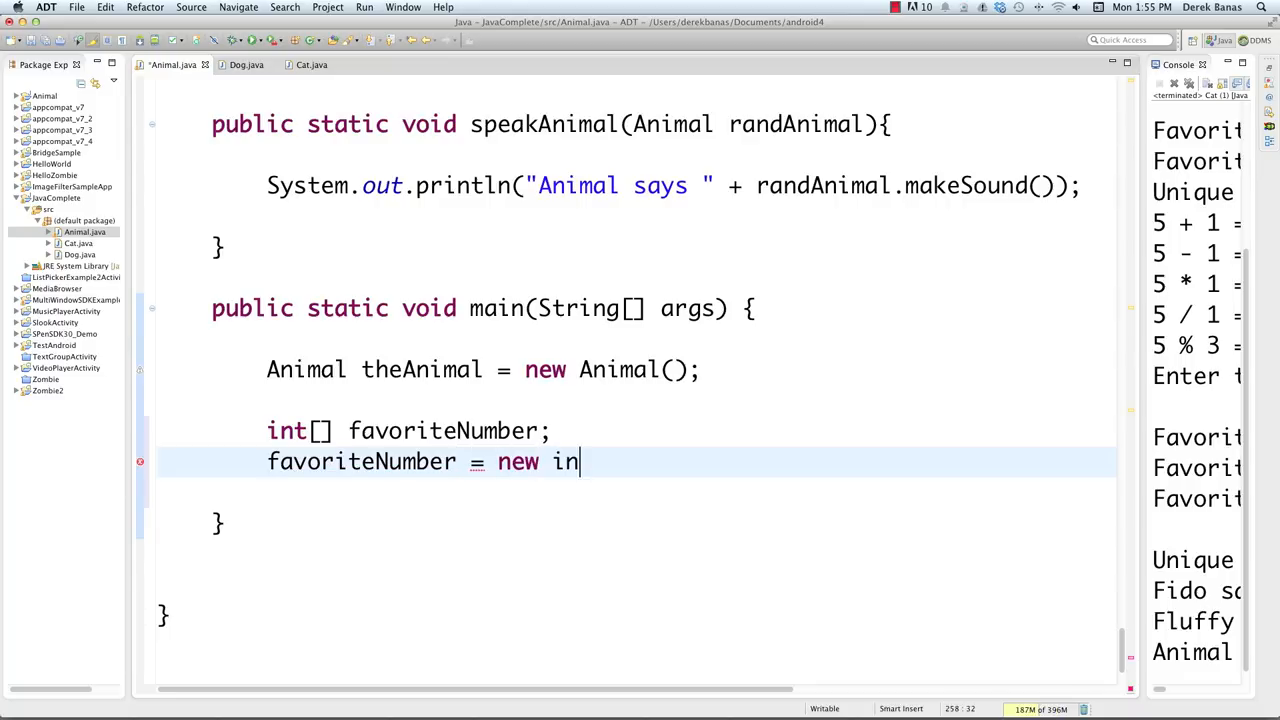 ADT File Edit Refactor Source Navigate Search Project Run Window Help 10 Mon 1:55 PM Derek Banas
Java – JavaComplete/src/Animal.java – ADT – /Users/derekbanas/Documents/android4
Quick Access Java DDMS
Package Exp
Animal
appcompat_v7
appcompat_v7_2
appcompat_v7_3
appcompat_v7_4
BridgeSample
HelloWorld
HelloZombie
ImageFilterSampleApp
JavaComplete
src
(default package)
Animal.java
Cat.java
Dog.java
JRE System Library [Ja
ListPickerExample2Activi
MediaBrowser
MultiWindowSDKExample
MusicPlayerActivity
SlookActivity
SPenSDK30_Demo
TestAndroid
TextGroupActivity
VideoPlayerActivity
Zombie
Zombie2
*Animal.java Dog.java Cat.java
public static void speakAnimal(Animal randAnimal){
System.out.println("Animal says " + randAnimal.makeSound());
}
public static void main(String[] args) {
Animal theAnimal = new Animal();
int[] favoriteNumber;
favoriteNumber = new in
}
}
Console
<terminated> Cat (1) [Java
Favorit
Favorit
Unique
5 + 1 =
5 - 1 =
5 * 1 =
5 / 1 =
5 % 3 =
Enter t
Favorit
Favorit
Favorit
Unique
Fido sa
Fluffy
Animal
Writable Smart Insert 258 : 32 187M of 396M